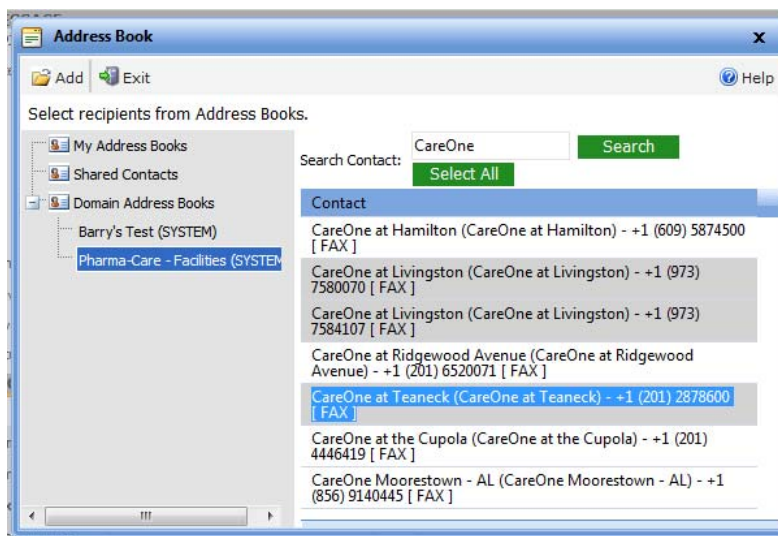 Address Book
x
Add
Exit
Help
Select recipients from Address Books.
My Address Books
Shared Contacts
Domain Address Books
Barry's Test (SYSTEM)
Pharma-Care - Facilities (SYSTEM
Search Contact:
CareOne
Search
Select All
Contact
CareOne at Hamilton (CareOne at Hamilton) - +1 (609) 5874500
[ FAX ]
CareOne at Livingston (CareOne at Livingston) - +1 (973)
7580070 [ FAX ]
CareOne at Livingston (CareOne at Livingston) - +1 (973)
7584107 [ FAX ]
CareOne at Ridgewood Avenue (CareOne at Ridgewood
Avenue) - +1 (201) 6520071 [ FAX ]
CareOne at Teaneck (CareOne at Teaneck) - +1 (201) 2878600
[ FAX ]
CareOne at the Cupola (CareOne at the Cupola) - +1 (201)
4446419 [ FAX ]
CareOne Moorestown - AL (CareOne Moorestown - AL) - +1
(856) 9140445 [ FAX ]